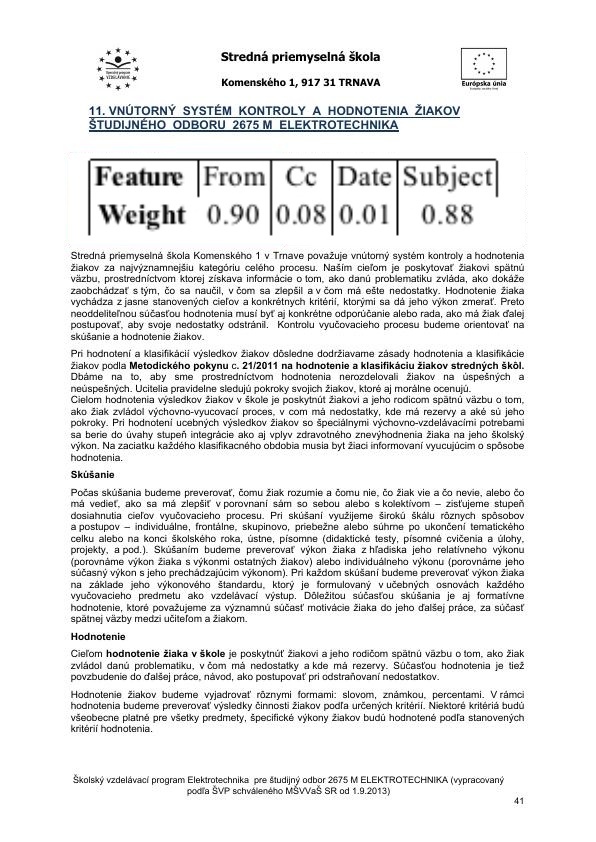 Stredná priemyselná škola
Komenského 1, 917 31 TRNAVA
Európska únia
11. VNÚTORNÝ SYSTÉM KONTROLY A HODNOTENIA ŽIAKOV
ŠTUDIJNÉHO ODBORU 2675 M ELEKTROTECHNIKA
Feature From Cc Date Subject
Weight 0.90 0.08 0.01 0.88
Stredná priemyselná škola Komenského 1 v Trnave považuje vnútorný systém kontroly a hodnotenia
žiakov za najvýznamnejšiu kategóriu celého procesu. Naším cieľom je poskytovať žiakovi spätnú
väzbu, prostredníctvom ktorej získava informácie o tom, ako danú problematiku zvláda, ako dokáže
zaobchádzať s tým, čo sa naučil, v čom sa zlepšil a v čom má ešte nedostatky. Hodnotenie žiaka
vychádza z jasne stanovených cieľov a konkrétnych kritérií, ktorými sa dá jeho výkon zmerať. Preto
neoddeliteľnou súčasťou hodnotenia musí byť aj konkrétne odporúčanie alebo rada, ako má žiak ďalej
postupovať, aby svoje nedostatky odstránil. Kontrolu vyučovacieho procesu budeme orientovať na
skúšanie a hodnotenie žiakov.
Pri hodnotení a klasifikácií výsledkov žiakov dôsledne dodržiavame zásady hodnotenia a klasifikácie
žiakov podľa Metodického pokynu c. 21/2011 na hodnotenie a klasifikáciu žiakov stredných škôl.
Dbáme na to, aby sme prostredníctvom hodnotenia nerozdelovali žiakov na úspešných a
neúspešných. Ucitelia pravidelne sledujú pokroky svojich žiakov, ktoré aj morálne ocenujú.
Cielom hodnotenia výsledkov žiakov v škole je poskytnút žiakovi a jeho rodicom spätnú väzbu o tom,
ako žiak zvládol výchovno-vyucovací proces, v com má nedostatky, kde má rezervy a aké sú jeho
pokroky. Pri hodnotení ucebných výsledkov žiakov so špeciálnymi výchovno-vzdelávacími potrebami
sa berie do úvahy stupeň integrácie ako aj vplyv zdravotného znevýhodnenia žiaka na jeho školský
výkon. Na zaciatku každého klasifikacného obdobia musia byt žiaci informovaní vyucujúcim o spôsobe
hodnotenia.
Skúšanie
Počas skúšania budeme preverovať, čomu žiak rozumie a čomu nie, čo žiak vie a čo nevie, alebo čo
má vedieť, ako sa má zlepšiť v porovnaní sám so sebou alebo s kolektívom – zisťujeme stupeň
dosiahnutia cieľov vyučovacieho procesu. Pri skúšaní využijeme širokú škálu rôznych spôsobov
a postupov – individuálne, frontálne, skupinovo, priebežne alebo súhrne po ukončení tematického
celku alebo na konci školského roka, ústne, písomne (didaktické testy, písomné cvičenia a úlohy,
projekty, a pod.). Skúšaním budeme preverovať výkon žiaka z hľadiska jeho relatívneho výkonu
(porovnáme výkon žiaka s výkonmi ostatných žiakov) alebo individuálneho výkonu (porovnáme jeho
súčasný výkon s jeho prechádzajúcim výkonom). Pri každom skúšaní budeme preverovať výkon žiaka
na základe jeho výkonového štandardu, ktorý je formulovaný v učebných osnovách každého
vyučovacieho predmetu ako vzdelávací výstup. Dôležitou súčasťou skúšania je aj formatívne
hodnotenie, ktoré považujeme za významnú súčasť motivácie žiaka do jeho ďalšej práce, za súčasť
spätnej väzby medzi učiteľom a žiakom.
Hodnotenie
Cieľom hodnotenie žiaka v škole je poskytnúť žiakovi a jeho rodičom spätnú väzbu o tom, ako žiak
zvládol danú problematiku, v čom má nedostatky a kde má rezervy. Súčasťou hodnotenia je tiež
povzbudenie do ďalšej práce, návod, ako postupovať pri odstraňovaní nedostatkov.
Hodnotenie žiakov budeme vyjadrovať rôznymi formami: slovom, známkou, percentami. V rámci
hodnotenia budeme preverovať výsledky činnosti žiakov podľa určených kritérií. Niektoré kritériá budú
všeobecne platné pre všetky predmety, špecifické výkony žiakov budú hodnotené podľa stanovených
kritérií hodnotenia.
Školský vzdelávací program Elektrotechnika pre študijný odbor 2675 M ELEKTROTECHNIKA (vypracovaný
podľa ŠVP schváleného MŠVVaŠ SR od 1.9.2013)
41